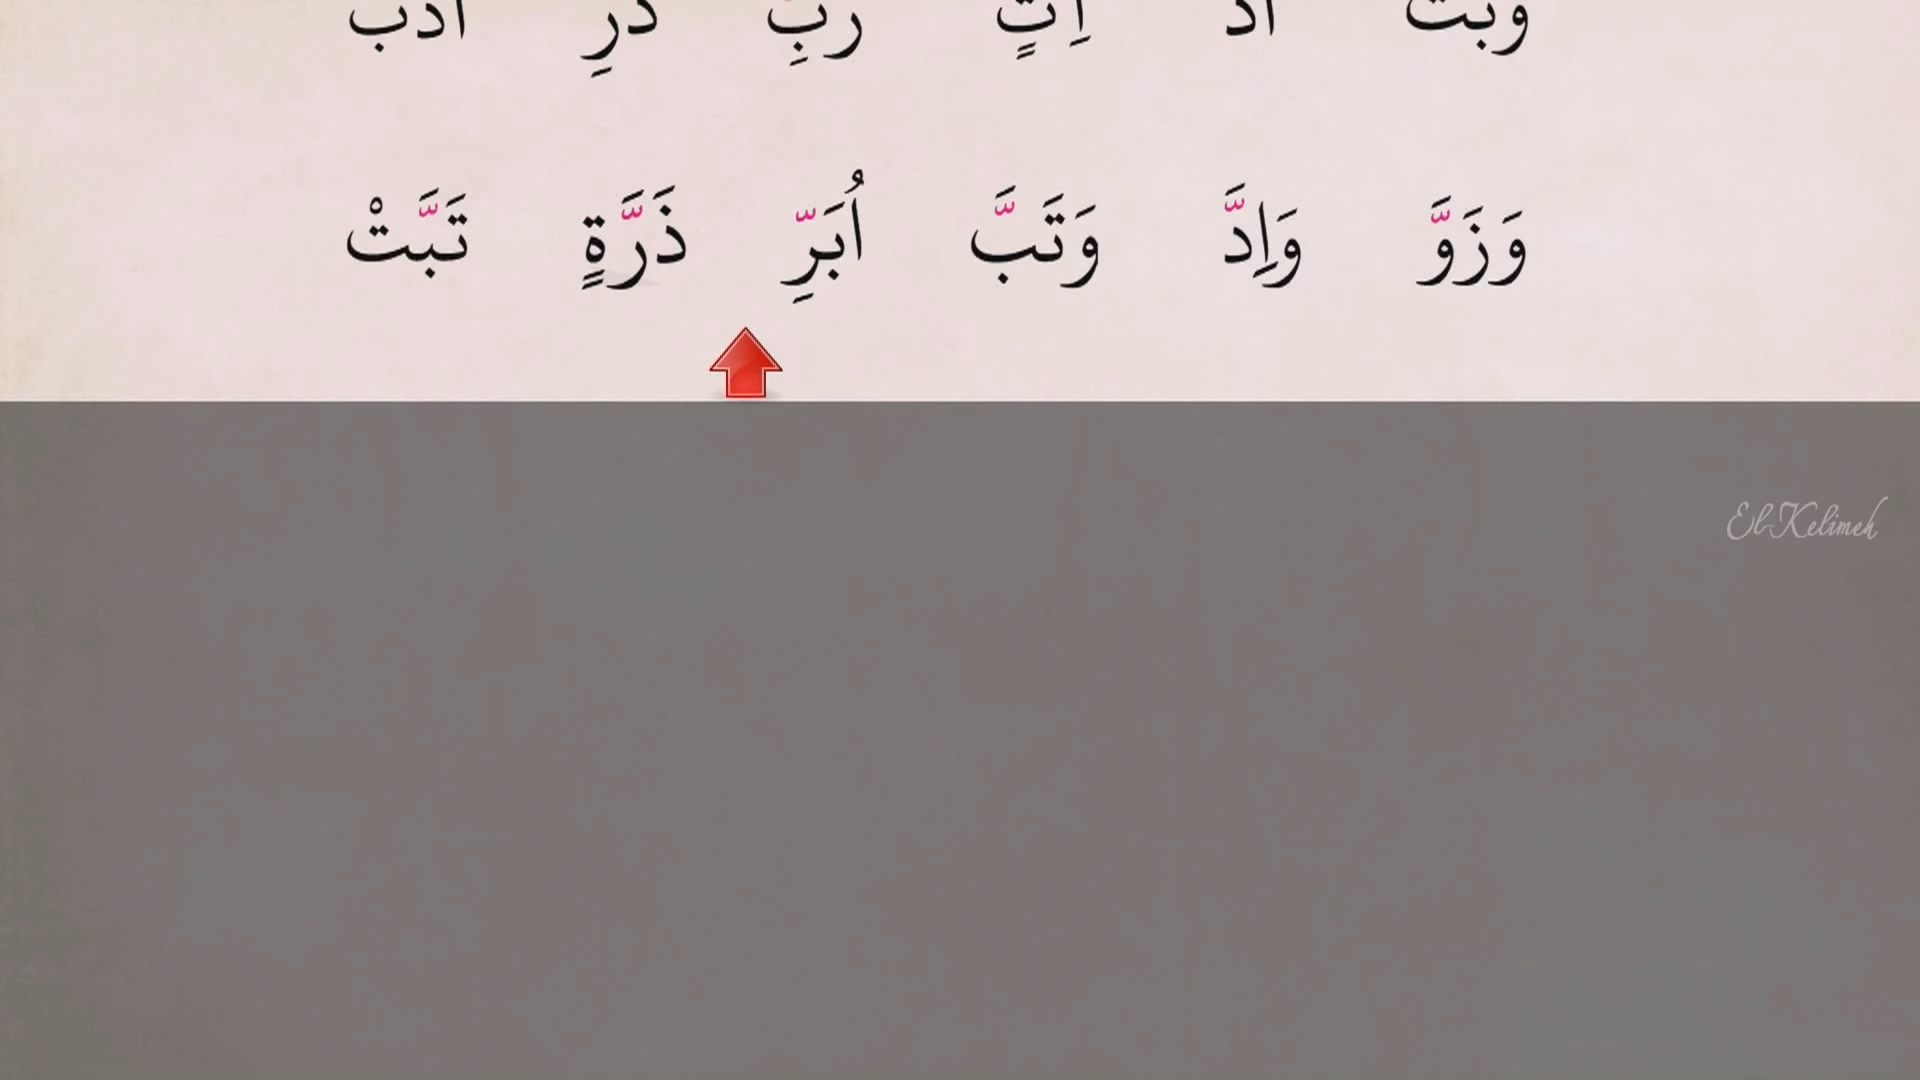 اِتٍ رَبِّ ذَرِ
وَزَوَّ وَاِدَّ وَتَبَّ اُبَرِّ ذَرَّةٍ تَبَّتْ
El-Kelimeh